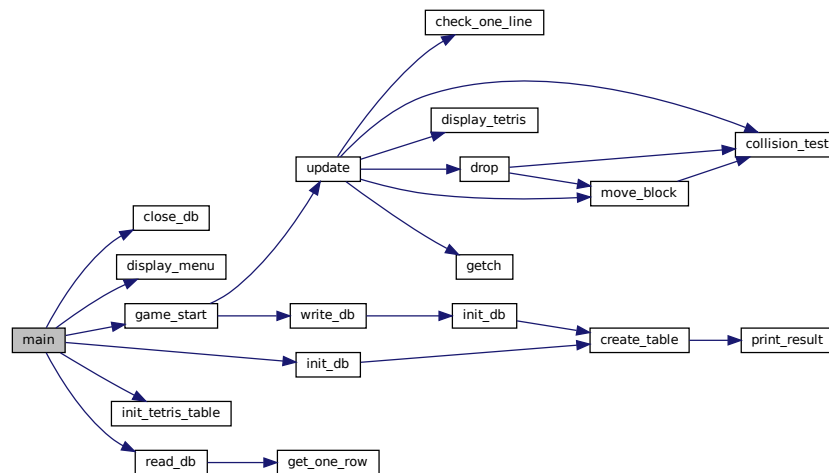 check_one_line
display_tetris
collision_test
update
drop
move_block
close_db
display_menu
getch
game_start
write_db
init_db
main
init_db
create_table
print_result
init_tetris_table
read_db
get_one_row